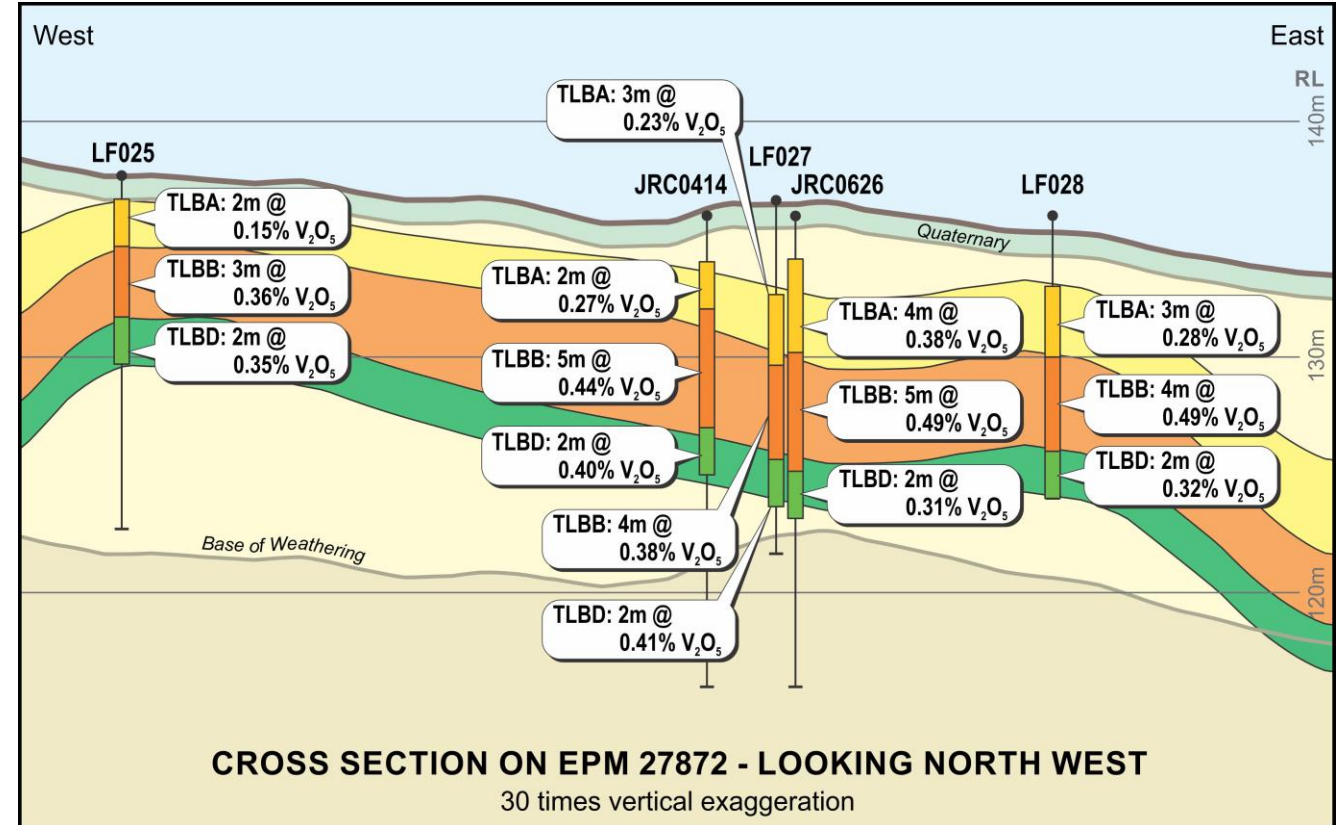 West
East
RL
140m
TLBA: 3m @
0.23% V₂O₅
LF025
LF027
JRC0414
JRC0626
LF028
TLBA: 2m @
0.15% V₂O₅
Quaternary
TLBB: 3m @
0.36% V₂O₅
TLBA: 2m @
0.27% V₂O₅
TLBA: 4m @
0.38% V₂O₅
TLBA: 3m @
0.28% V₂O₅
TLBD: 2m @
0.35% V₂O₅
130m
TLBB: 5m @
0.44% V₂O₅
TLBB: 5m @
0.49% V₂O₅
TLBB: 4m @
0.49% V₂O₅
TLBD: 2m @
0.40% V₂O₅
TLBD: 2m @
0.31% V₂O₅
TLBD: 2m @
0.32% V₂O₅
TLBB: 4m @
0.38% V₂O₅
Base of Weathering
120m
TLBD: 2m @
0.41% V₂O₅
CROSS SECTION ON EPM 27872 - LOOKING NORTH WEST
30 times vertical exaggeration